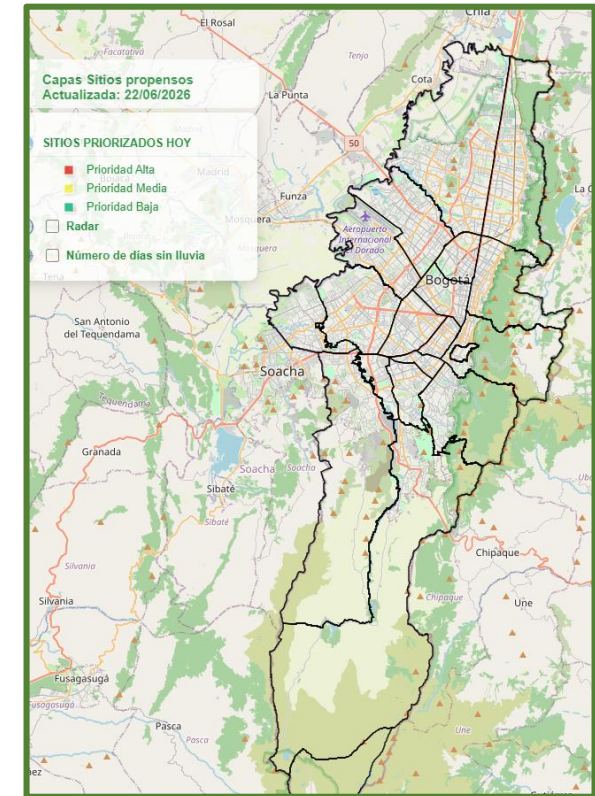 Chía
El Rosal
Facatativá
Tenjo
Cota
Capas Sitios propensos
Actualizada: 22/06/2026
La Punta
SITIOS PRIORIZADOS HOY
50
Prioridad Alta
Madrid
Prioridad Media
Funza
Prioridad Baja
Mosquera
Radar
Aeropuerto
Internacional
El Dorado
Mosquera
Número de días sin lluvia
Tena
Bogotá
San Antonio
del Tequendama
Soacha
Tequendama
Granada
Soacha
Soacha
Sibaté
Sibaté
Silvania
Chipaque
Silvania
Chipaque
Une
Fusagasugá
Fusagasugá
Pasca
Pasca
Une